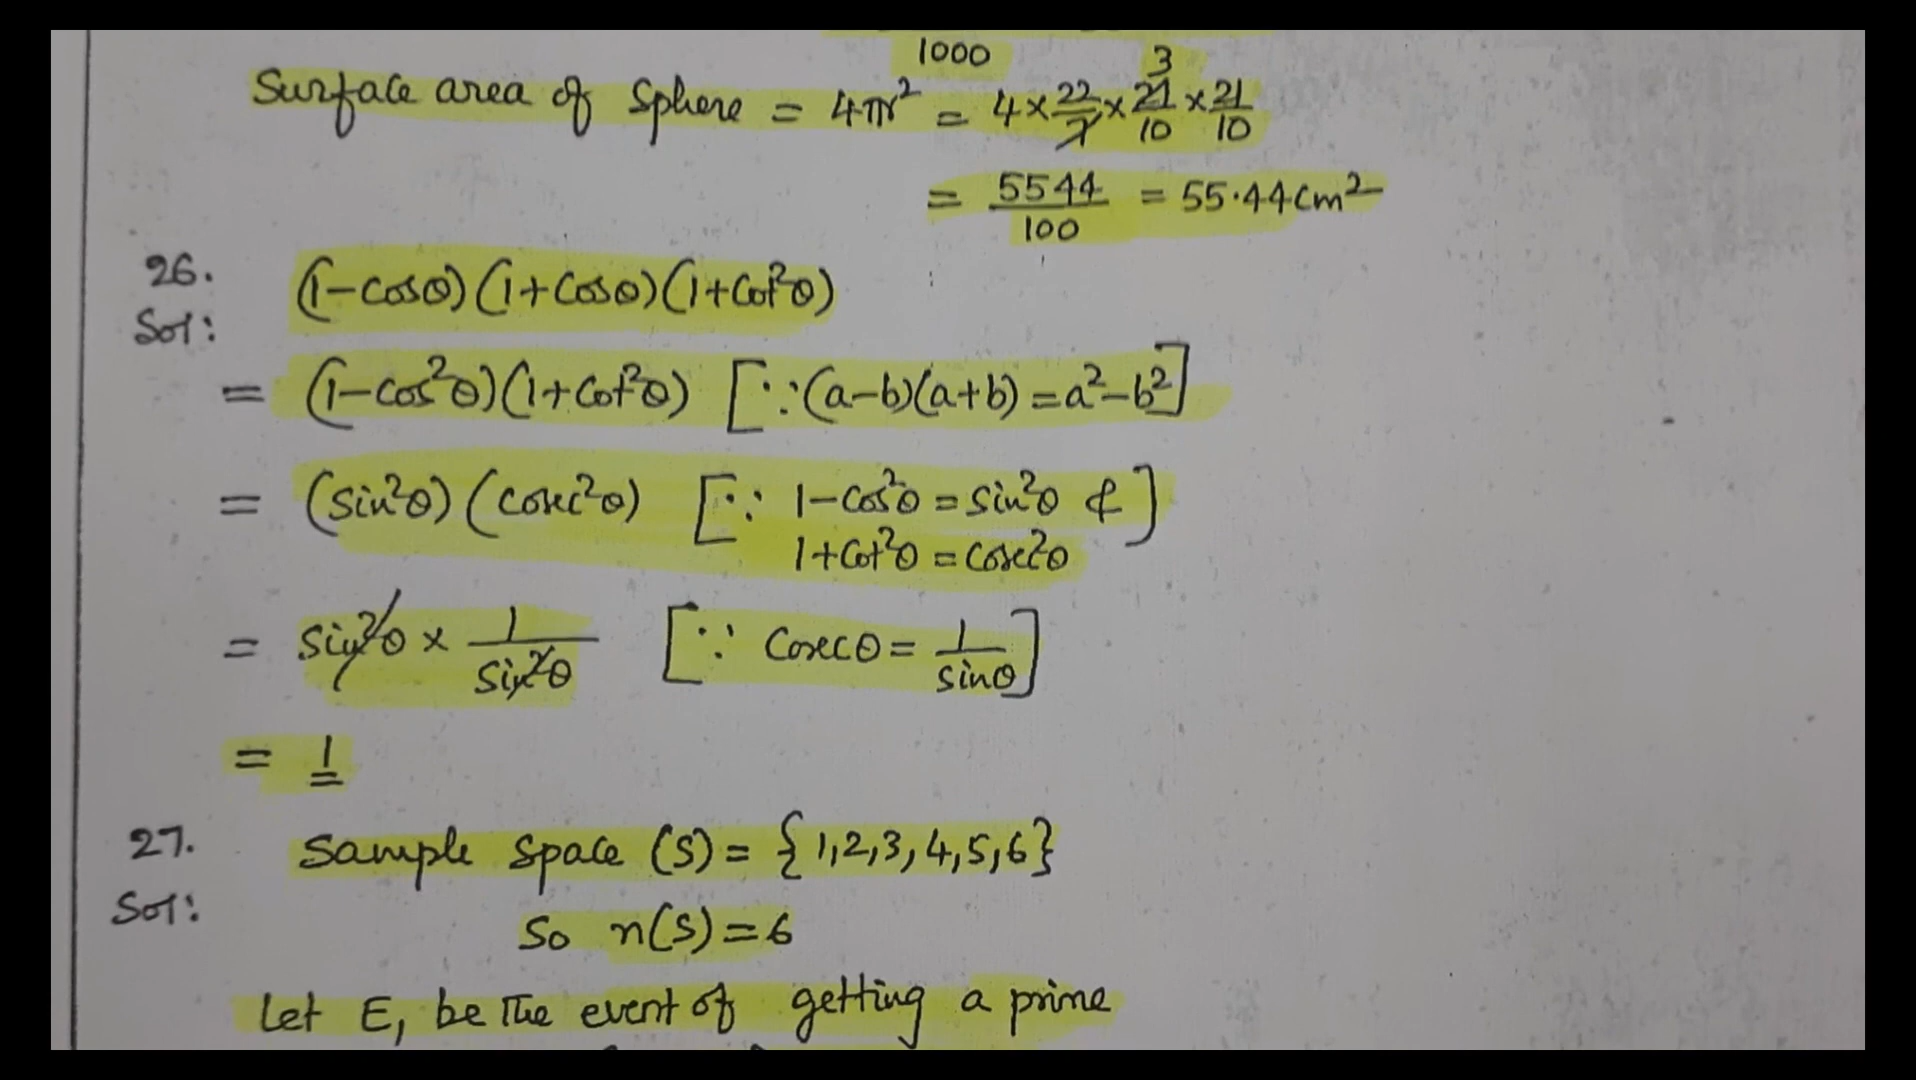 1000
Surface area of Sphere = 4πr² = 4×22/7×21/10×21/10
3
= 5544/100 = 55.44cm²
26.
(1-cosθ)(1+cosθ)(1+cot²θ)
Sol:
= (1-cos²θ)(1+cot²θ) [∵(a-b)(a+b)=a²-b²]
= (sin²θ)(cosec²θ) [∵ 1-cos²θ=sin²θ &]
1+cot²θ=cosec²θ
= sin²θ × 1/sin²θ [∵ cosecθ= 1/sinθ]
= 1
27. Sample space (S)= {1,2,3,4,5,6}
Sol:
So n(S)=6
Let E₁ be the event of getting a prime